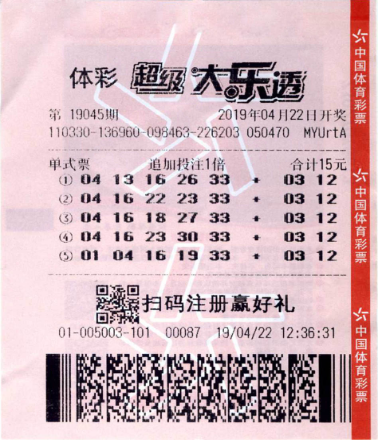 体彩 超级大乐透
第 19045期 2019年04月22日开奖
110330-136960-098463-226203 050470 MYUrtA
单式票 追加投注1倍 合计15元
① 04 13 16 26 33 + 03 12
② 04 16 22 23 33 + 03 12
③ 04 16 18 27 33 + 03 12
④ 04 16 23 30 33 + 03 12
⑤ 01 04 16 19 33 + 03 12
扫码注册赢好礼
01-005003-101 00087 19/04/22 12:36:31
中国体育彩票
中国体育彩票
中国体育彩票